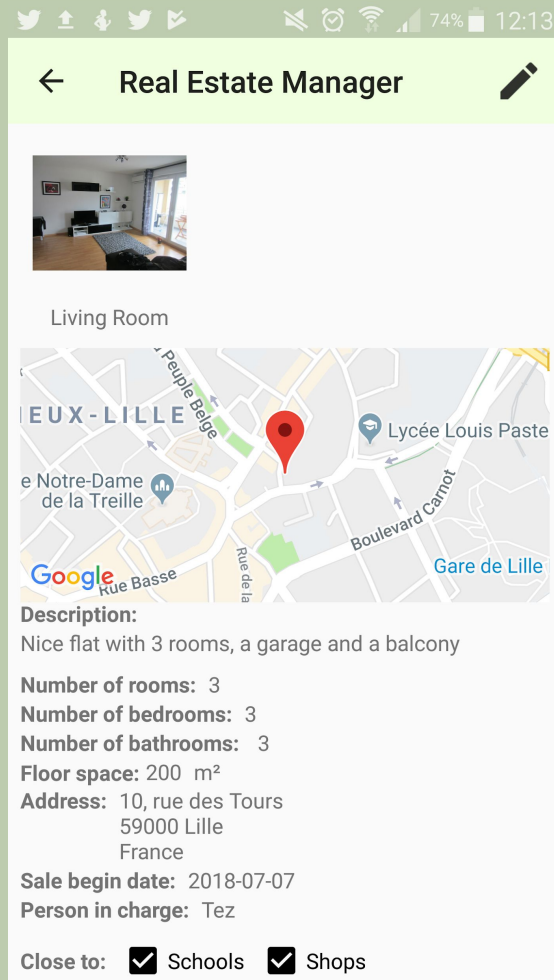 74% 12:13
Real Estate Manager
Living Room
Peuple Belge
IEUX-LILLE
Lycée Louis Paste
e Notre-Dame
de la Treille
Boulevard Carnot
Gare de Lille
Google
Rue Basse
Rue de la
Description:
Nice flat with 3 rooms, a garage and a balcony
Number of rooms: 3
Number of bedrooms: 3
Number of bathrooms: 3
Floor space: 200 m²
Address: 10, rue des Tours
59000 Lille
France
Sale begin date: 2018-07-07
Person in charge: Tez
Close to: Schools Shops